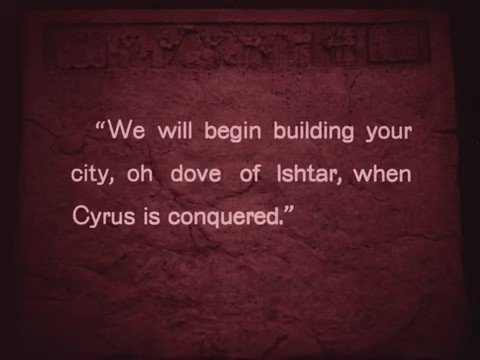 “We will begin building your
city, oh dove of Ishtar, when
Cyrus is conquered.”